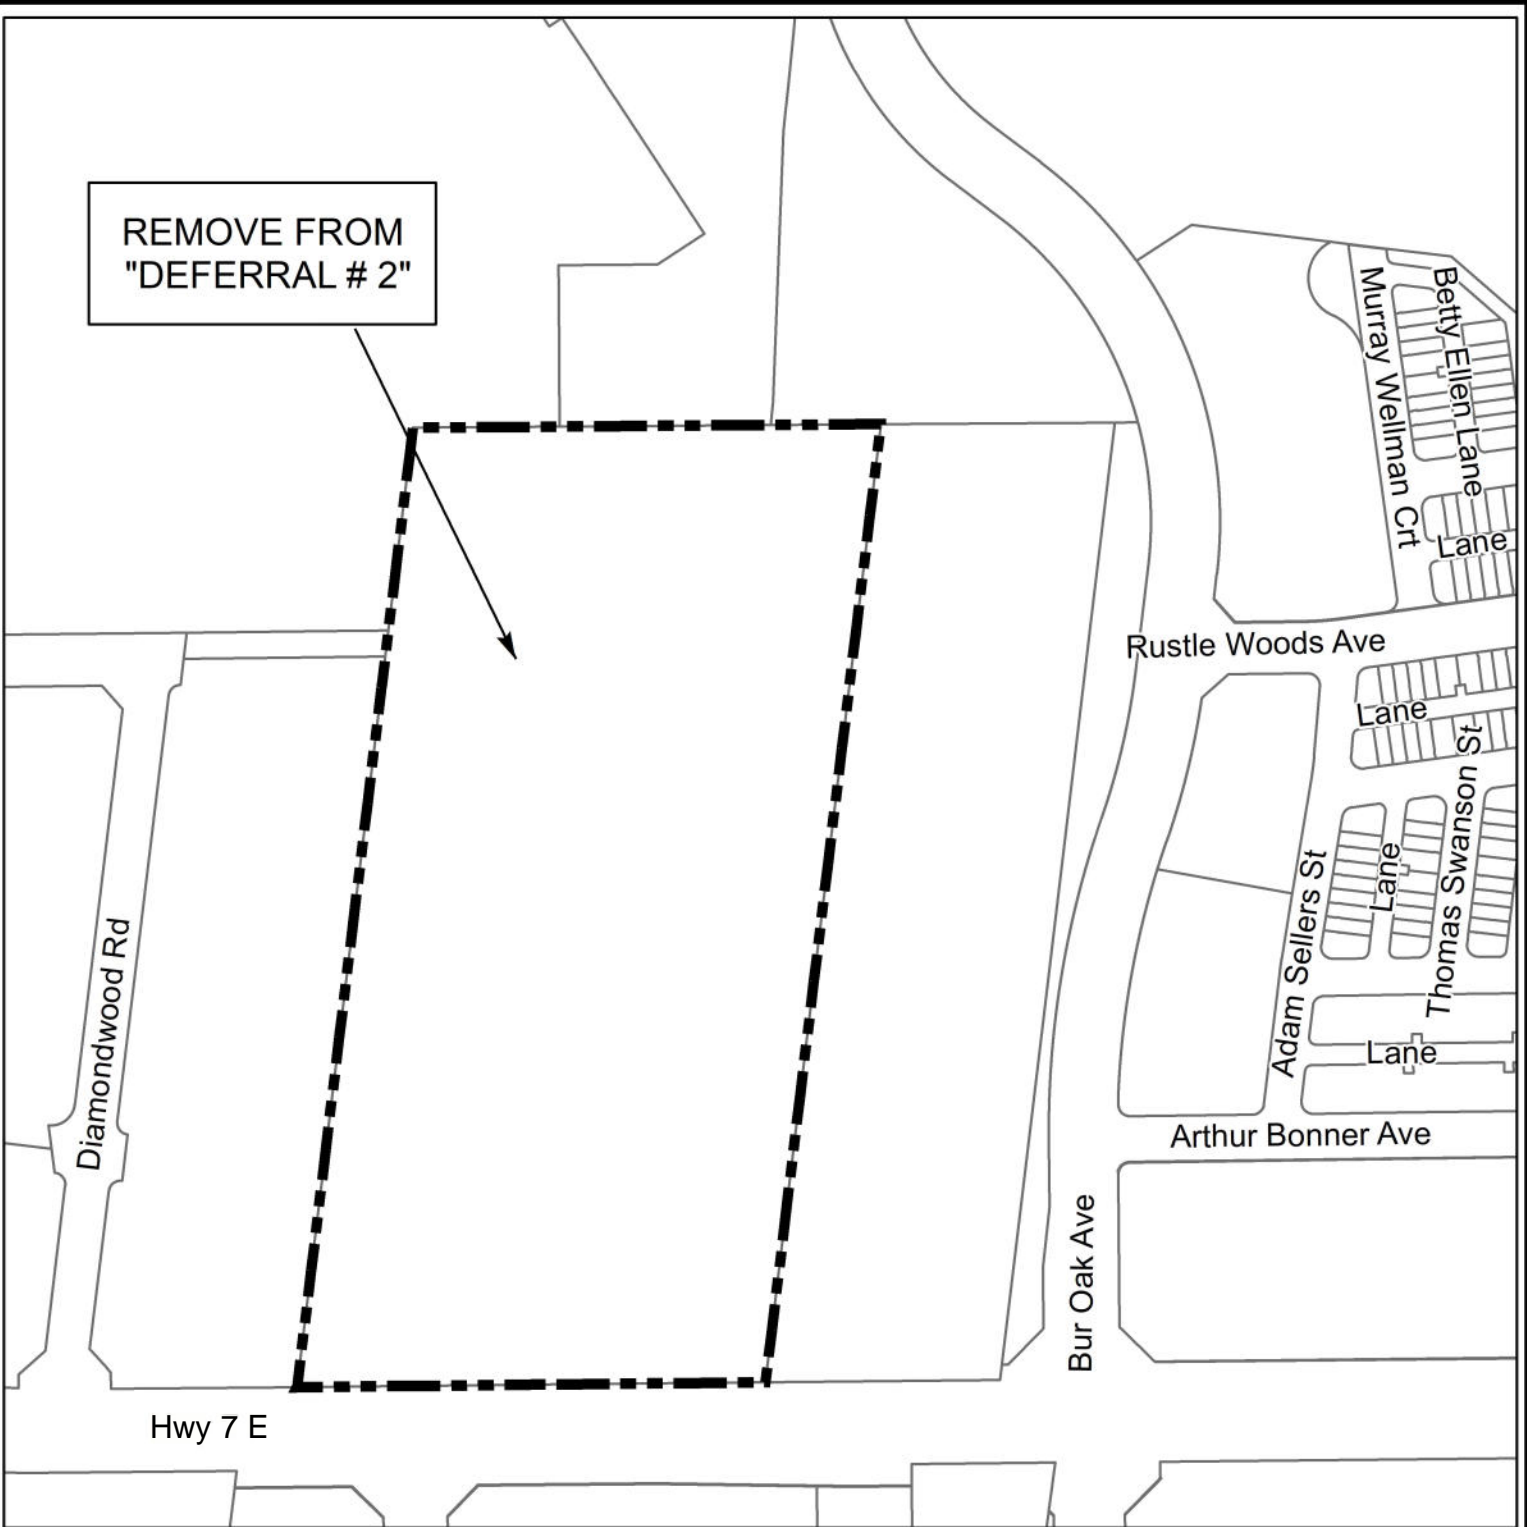 REMOVE FROM
"DEFERRAL # 2"
Betty Ellen Lane
Murray Wellman Crt
Lane
Rustle Woods Ave
Lane
Thomas Swanson St
Lane
Adam Sellers St
Diamondwood Rd
Lane
Arthur Bonner Ave
Bur Oak Ave
Hwy 7 E